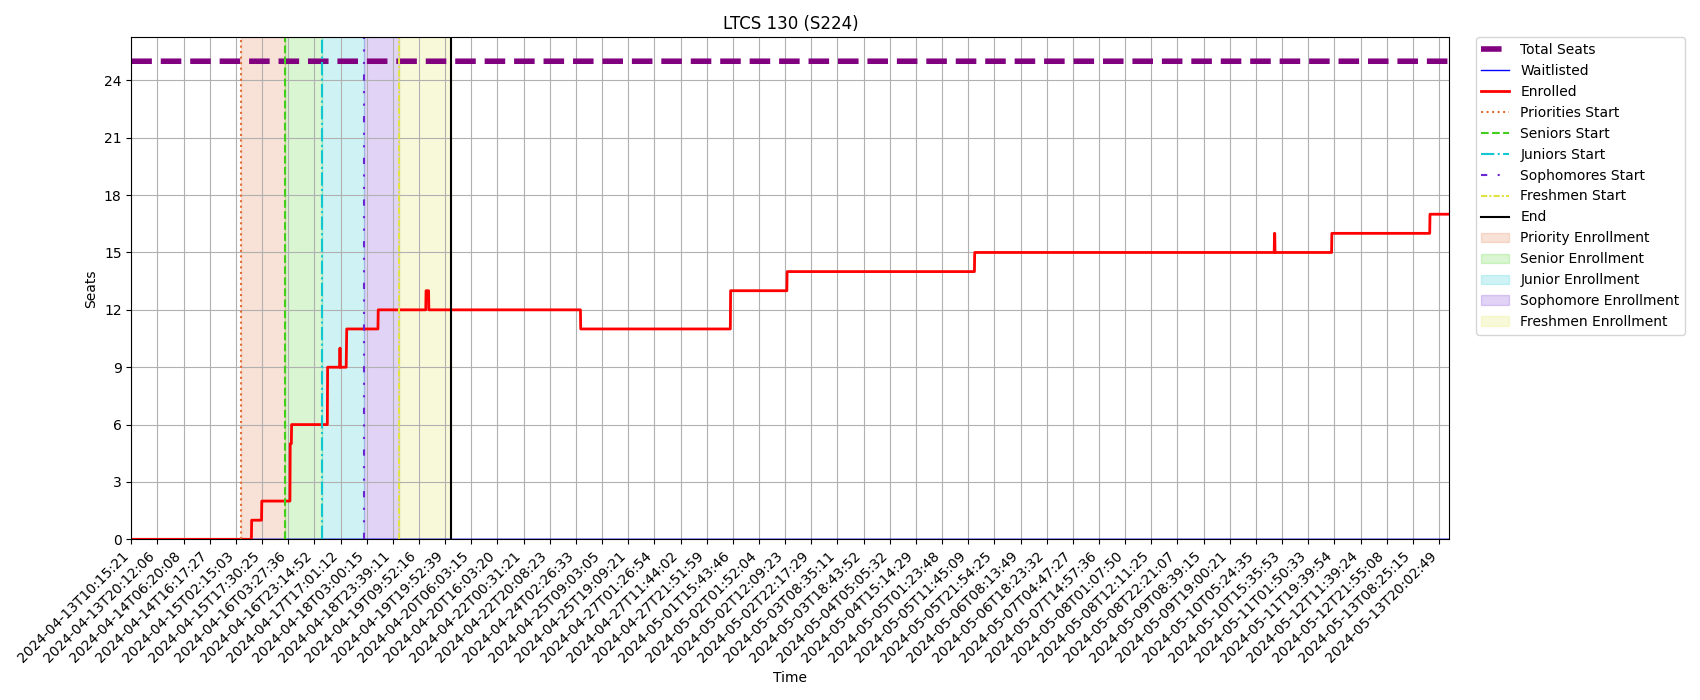 LTCS 130 (S224)
Seats
24
21
18
15
12
9
6
3
0
2024-04-13T10:15:21
2024-04-13T20:12:06
2024-04-14T06:20:08
2024-04-14T16:17:27
2024-04-15T02:15:03
2024-04-15T17:30:25
2024-04-16T03:27:36
2024-04-16T23:14:52
2024-04-17T17:01:12
2024-04-18T03:00:15
2024-04-18T23:39:11
2024-04-19T09:52:16
2024-04-19T19:52:39
2024-04-20T06:03:15
2024-04-20T16:03:20
2024-04-22T00:31:21
2024-04-22T20:08:23
2024-04-24T02:26:33
2024-04-25T09:03:05
2024-04-25T19:09:21
2024-04-27T01:26:54
2024-04-27T11:44:02
2024-04-27T21:51:59
2024-05-01T15:43:46
2024-05-02T01:52:04
2024-05-02T12:09:23
2024-05-02T22:17:29
2024-05-03T08:35:11
2024-05-03T18:43:52
2024-05-04T05:05:32
2024-05-04T15:14:29
2024-05-05T01:23:48
2024-05-05T11:45:09
2024-05-05T21:54:25
2024-05-06T08:13:49
2024-05-06T18:23:32
2024-05-07T04:47:27
2024-05-07T14:57:36
2024-05-08T01:07:50
2024-05-08T12:11:25
2024-05-08T22:21:07
2024-05-09T08:39:15
2024-05-09T19:00:21
2024-05-10T05:24:35
2024-05-10T15:35:53
2024-05-11T01:50:33
2024-05-11T19:39:54
2024-05-12T11:39:24
2024-05-12T21:55:08
2024-05-13T08:25:15
2024-05-13T20:02:49
Time
Total Seats
Waitlisted
Enrolled
Priorities Start
Seniors Start
Juniors Start
Sophomores Start
Freshmen Start
End
Priority Enrollment
Senior Enrollment
Junior Enrollment
Sophomore Enrollment
Freshmen Enrollment